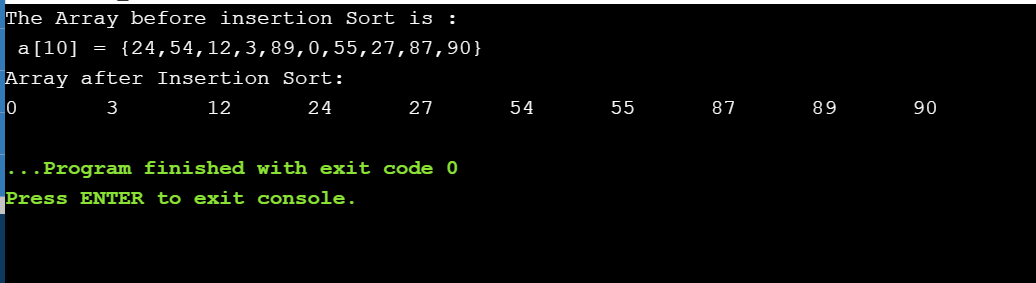 The Array before insertion Sort is :
a[10] = {24,54,12,3,89,0,55,27,87,90}
Array after Insertion Sort:
0 3 12 24 27 54 55 87 89 90
...Program finished with exit code 0
Press ENTER to exit console.